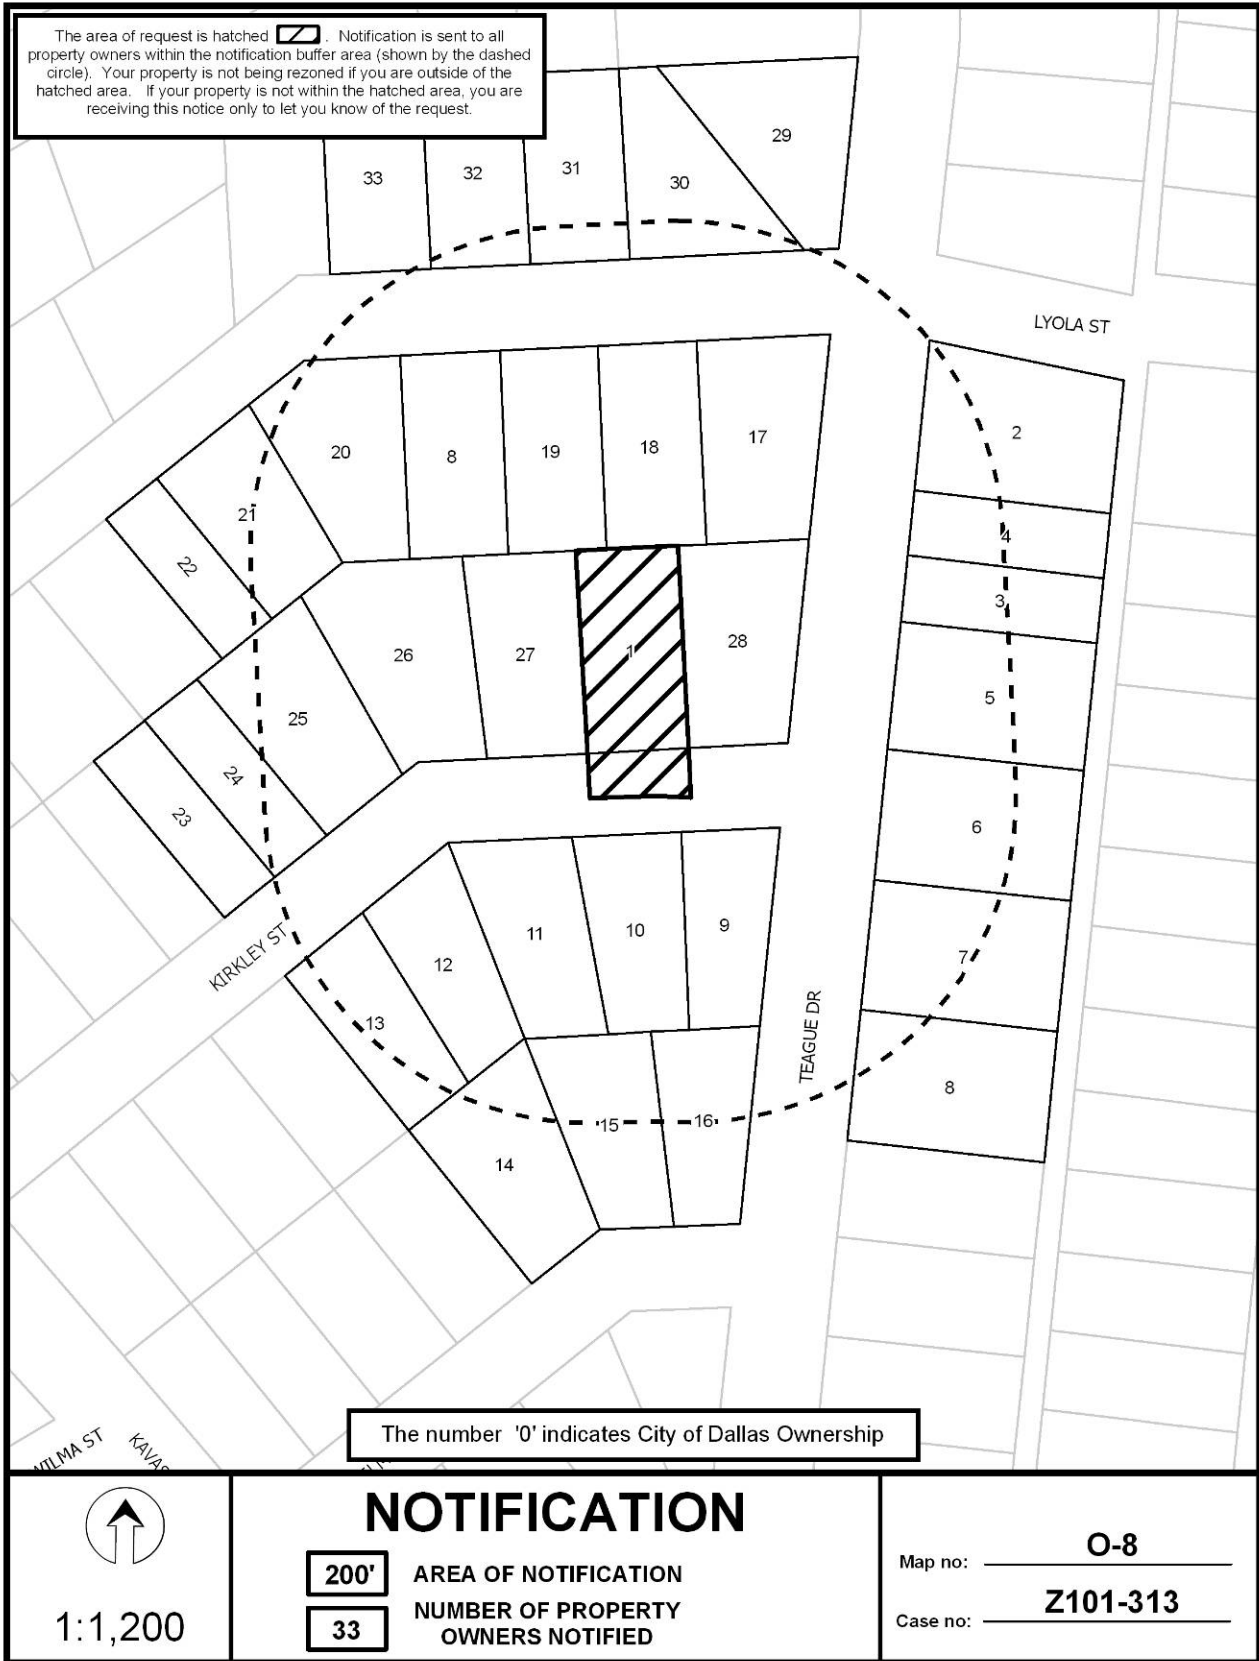 The area of request is hatched . Notification is sent to all
property owners within the notification buffer area (shown by the dashed
circle). Your property is not being rezoned if you are outside of the
hatched area. If your property is not within the hatched area, you are
receiving this notice only to let you know of the request.
29
31
32
33
30
LYOLA ST
2
17
18
19
20
8
21
4
22
3
28
1
26
27
5
25
24
23
6
9
10
11
KIRKLEY ST
12
7
13
TEAGUE DR
8
16
15
14
The number '0' indicates City of Dallas Ownership
WILMA ST
NOTIFICATION
200' AREA OF NOTIFICATION
33 NUMBER OF PROPERTY
OWNERS NOTIFIED
1:1,200
Map no: O-8
Case no: Z101-313